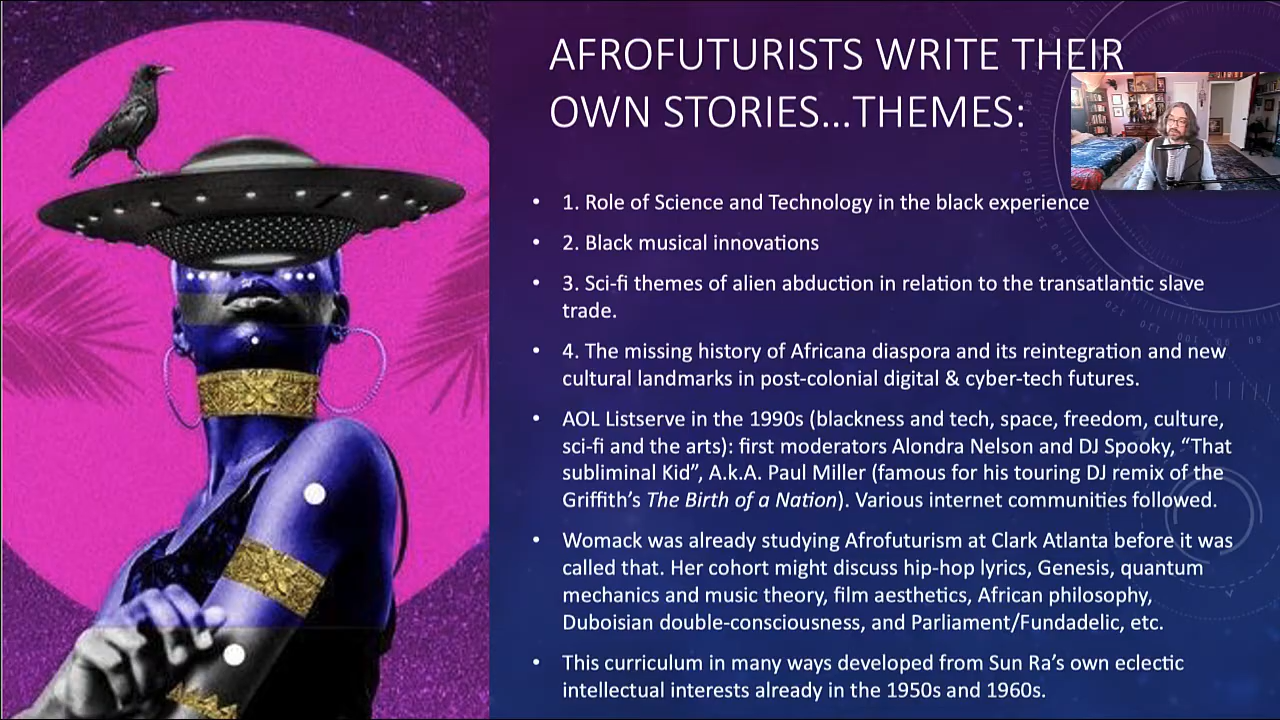 AFROFUTURISTS WRITE THEIR
OWN STORIES...THEMES:
• 1. Role of Science and Technology in the black experience
• 2. Black musical innovations
• 3. Sci-fi themes of alien abduction in relation to the transatlantic slave
trade.
• 4. The missing history of Africana diaspora and its reintegration and new
cultural landmarks in post-colonial digital & cyber-tech futures.
• AOL Listserve in the 1990s (blackness and tech, space, freedom, culture,
sci-fi and the arts): first moderators Alondra Nelson and DJ Spooky, “That
subliminal Kid”, A.k.A. Paul Miller (famous for his touring DJ remix of the
Griffith’s The Birth of a Nation). Various internet communities followed.
• Womack was already studying Afrofuturism at Clark Atlanta before it was
called that. Her cohort might discuss hip-hop lyrics, Genesis, quantum
mechanics and music theory, film aesthetics, African philosophy,
Duboisian double-consciousness, and Parliament/Fundadelic, etc.
• This curriculum in many ways developed from Sun Ra’s own eclectic
intellectual interests already in the 1950s and 1960s.